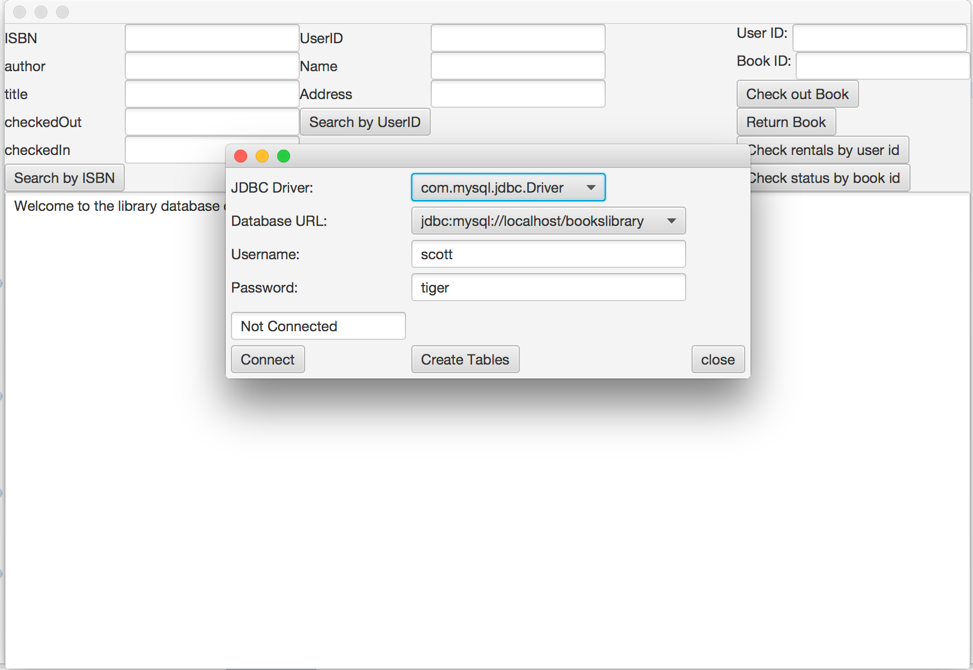 ISBN UserID User ID:
author Name Book ID:
title Address Check out Book
checkedOut Search by UserID Return Book
checkedIn Check rentals by user id
Search by ISBN Check status by book id
Welcome to the library database
JDBC Driver: com.mysql.jdbc.Driver
Database URL: jdbc:mysql://localhost/bookslibrary
Username: scott
Password: tiger
Not Connected
Connect Create Tables close